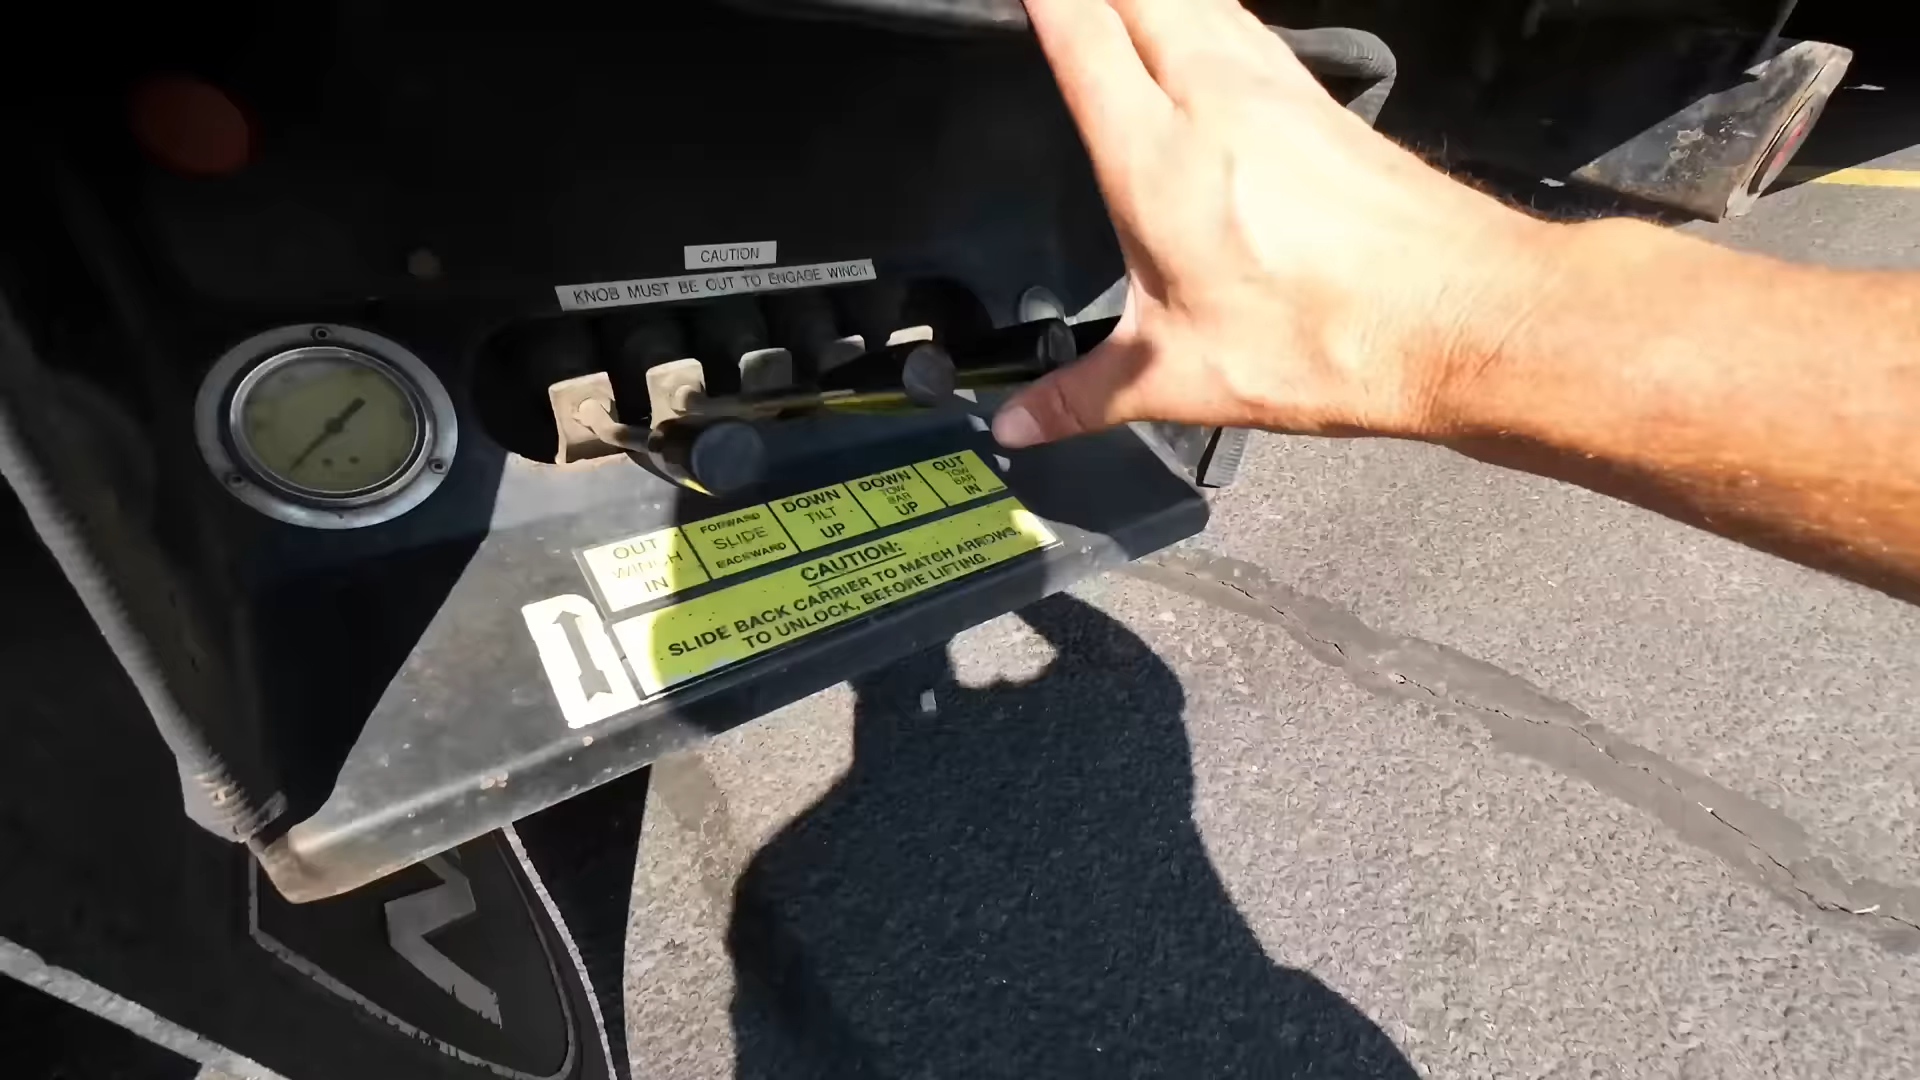 CAUTION
KNOB MUST BE OUT TO ENGAGE WINCH
OUT
WINCH
IN
FORWARD
SLIDE
BACKWARD
DOWN
TILT
UP
DOWN
TOW
BAR
UP
OUT
TOW
BAR
IN
CAUTION:
SLIDE BACK CARRIER TO MATCH ARROWS,
TO UNLOCK, BEFORE LIFTING.